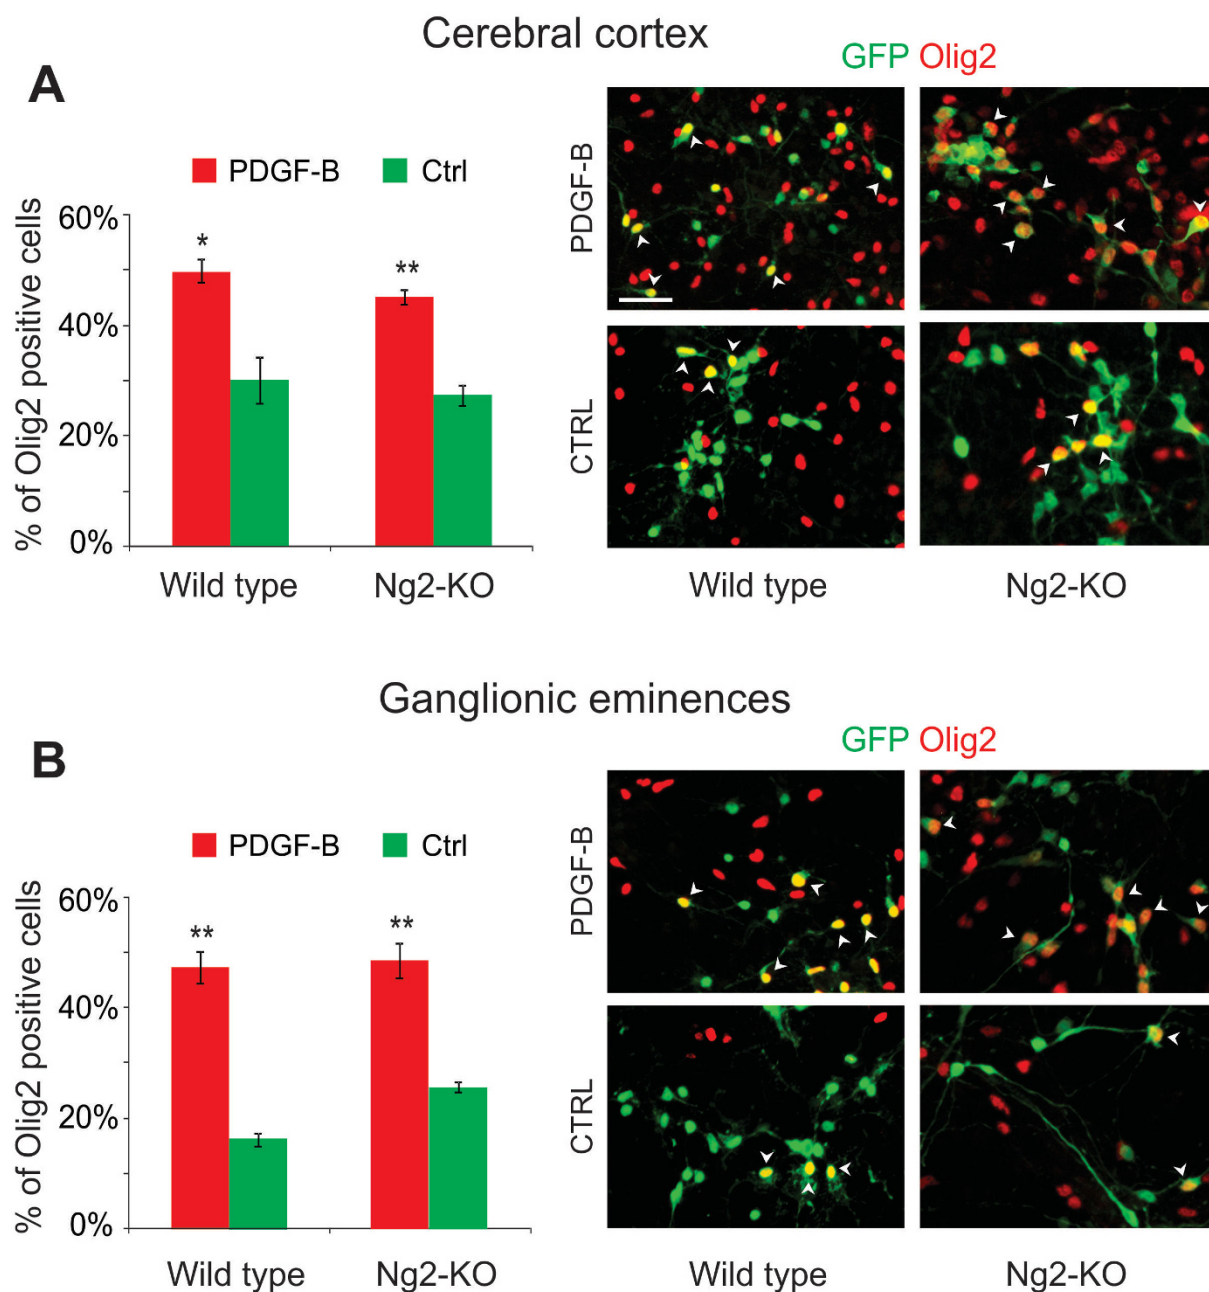 Cerebral cortex
A
GFP Olig2
PDGF-B Ctrl
% of Olig2 positive cells
60%
40%
20%
0%
* **
Wild type Ng2-KO
PDGF-B
CTRL
Wild type Ng2-KO
Ganglionic eminences
B
GFP Olig2
PDGF-B Ctrl
% of Olig2 positive cells
60%
40%
20%
0%
** **
Wild type Ng2-KO
PDGF-B
CTRL
Wild type Ng2-KO